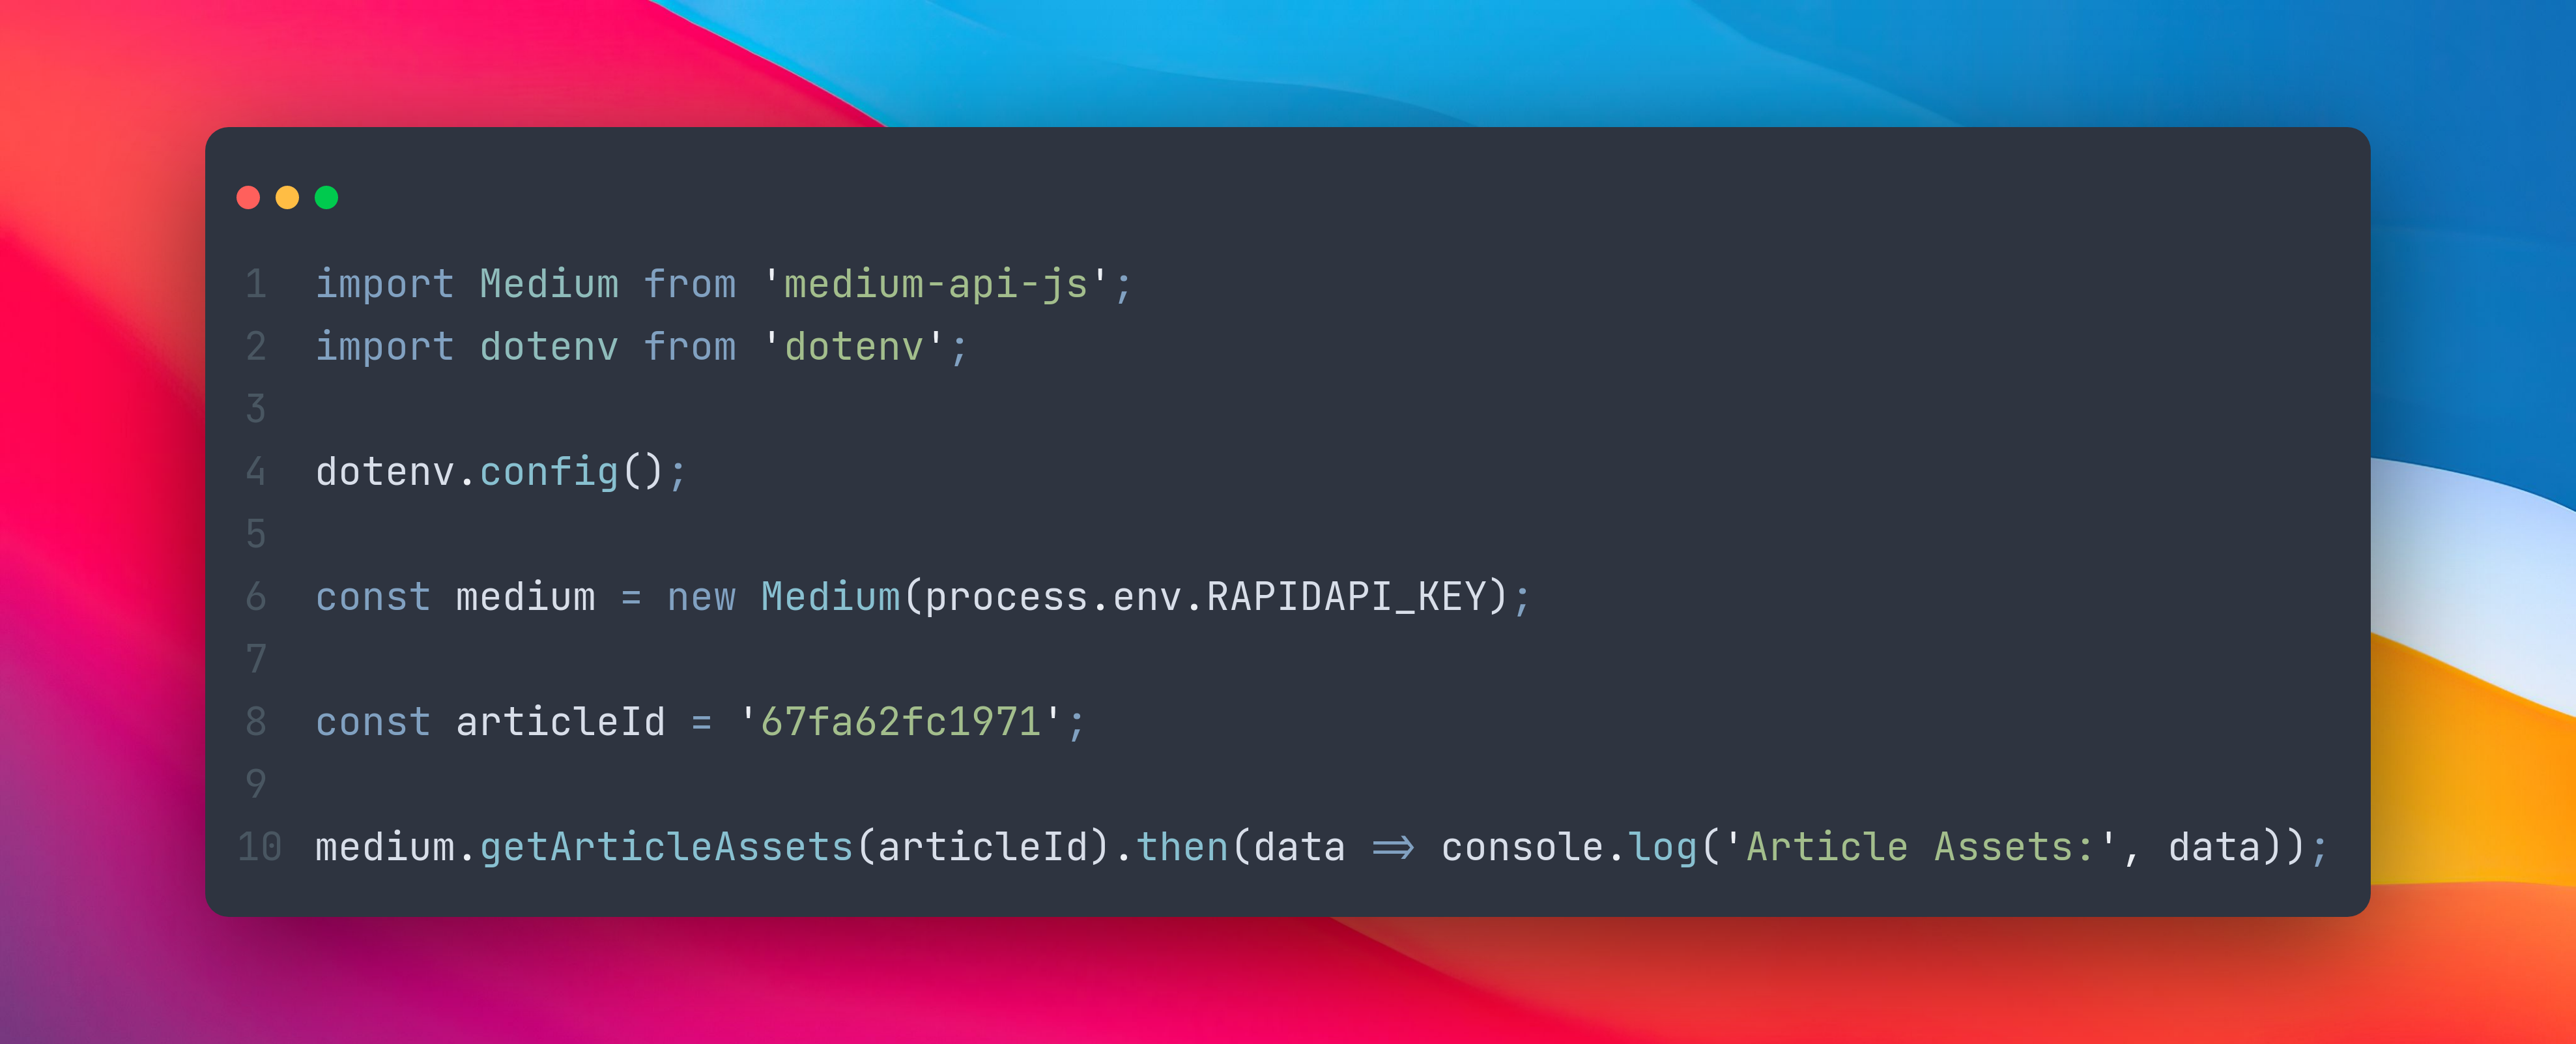 1 import Medium from 'medium-api-js';
2 import dotenv from 'dotenv';
3
4 dotenv.config();
5
6 const medium = new Medium(process.env.RAPIDAPI_KEY);
7
8 const articleId = '67fa62fc1971';
9
10 medium.getArticleAssets(articleId).then(data => console.log('Article Assets:', data));